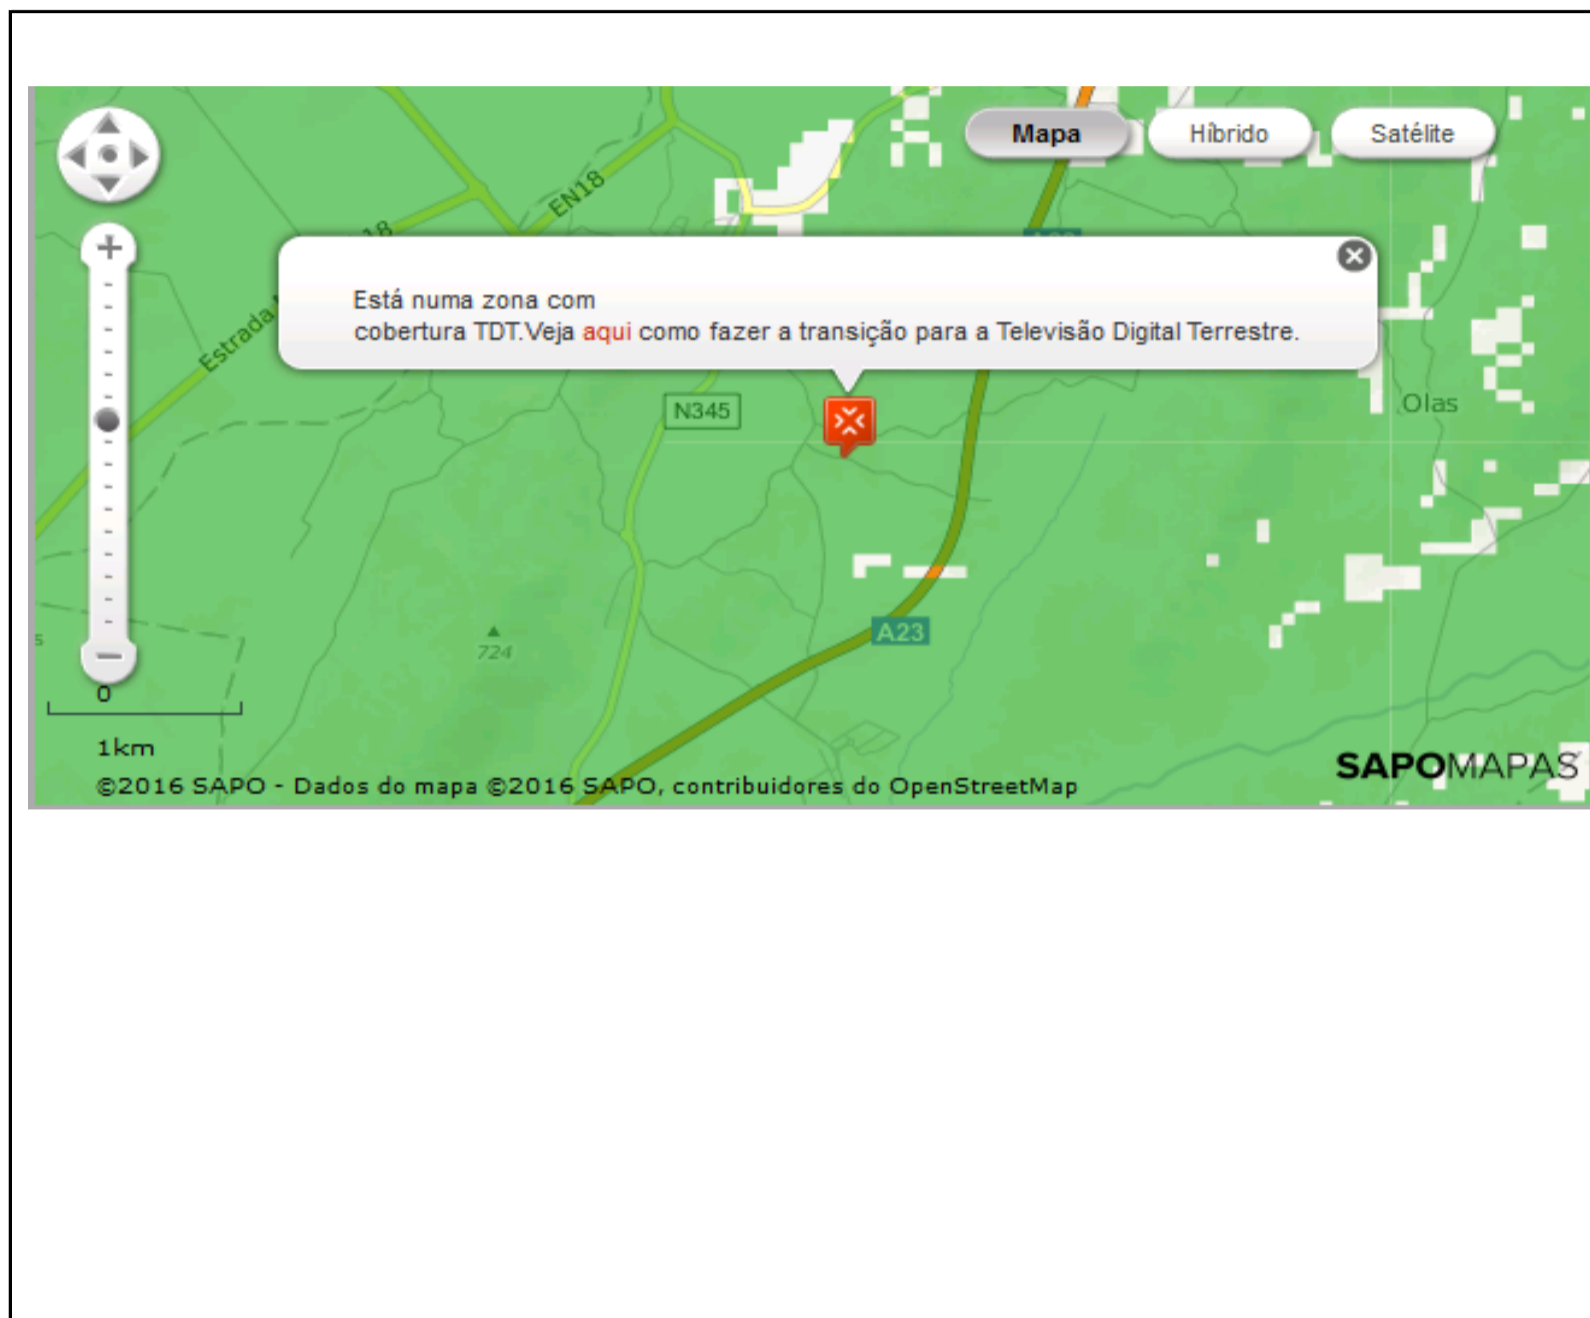 Mapa
Híbrido
Satélite
EN18
18
Estrada
Está numa zona com
cobertura TDT.Veja aqui como fazer a transição para a Televisão Digital Terrestre.
N345
Olas
A23
724
0
1km
©2016 SAPO - Dados do mapa ©2016 SAPO, contribuidores do OpenStreetMap
SAPOMAPAS